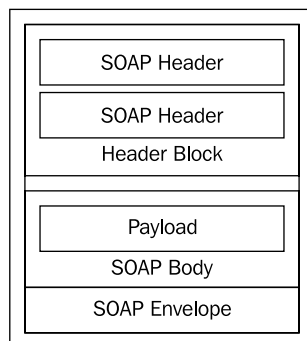 SOAP Header
SOAP Header
Header Block
Payload
SOAP Body
SOAP Envelope